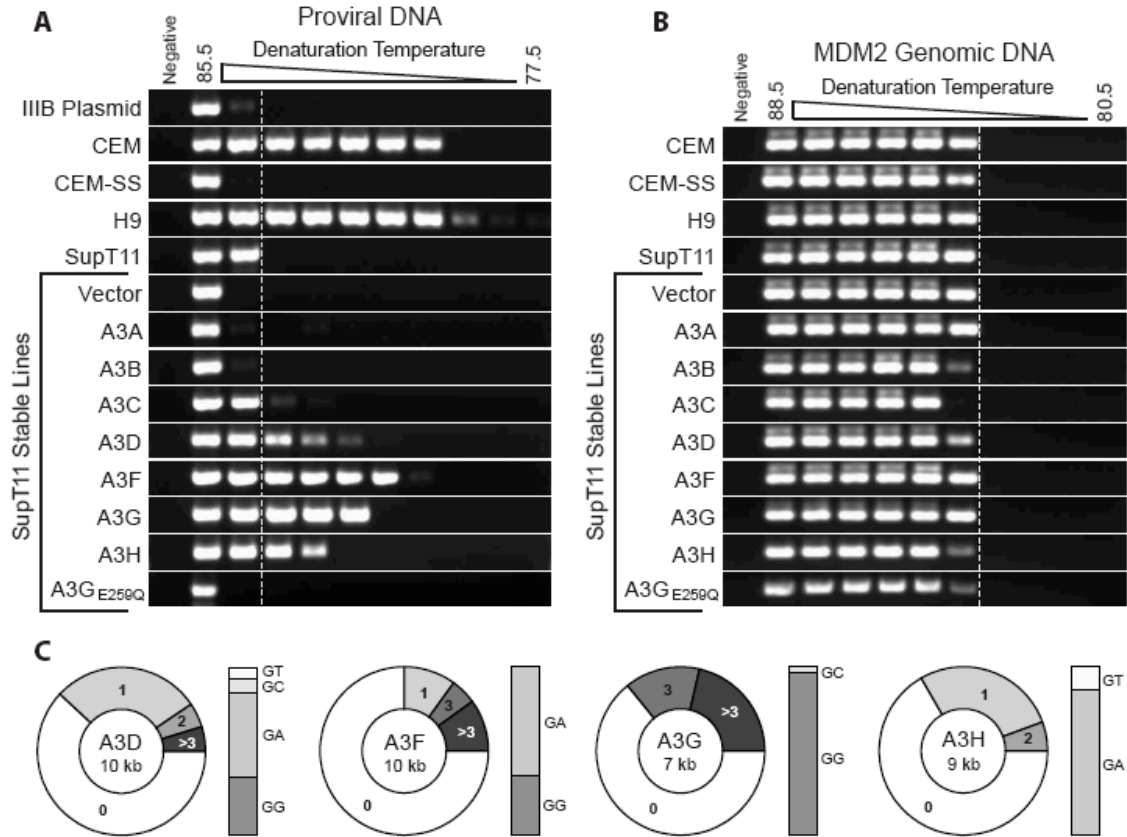 A
Proviral DNA
Negative
85.5
Denaturation Temperature
77.5
IIIB Plasmid
CEM
CEM-SS
H9
SupT11
Vector
A3A
A3B
A3C
A3D
A3F
A3G
A3H
A3G E259Q
SupT11 Stable Lines
B
MDM2 Genomic DNA
Negative
88.5
Denaturation Temperature
80.5
CEM
CEM-SS
H9
SupT11
Vector
A3A
A3B
A3C
A3D
A3F
A3G
A3H
A3G E259Q
SupT11 Stable Lines
C
A3D
10 kb
0
1
2
>3
GT
GC
GA
GG
A3F
10 kb
0
1
3
>3
GA
GG
A3G
7 kb
0
3
>3
GC
GG
A3H
9 kb
0
1
2
GT
GA